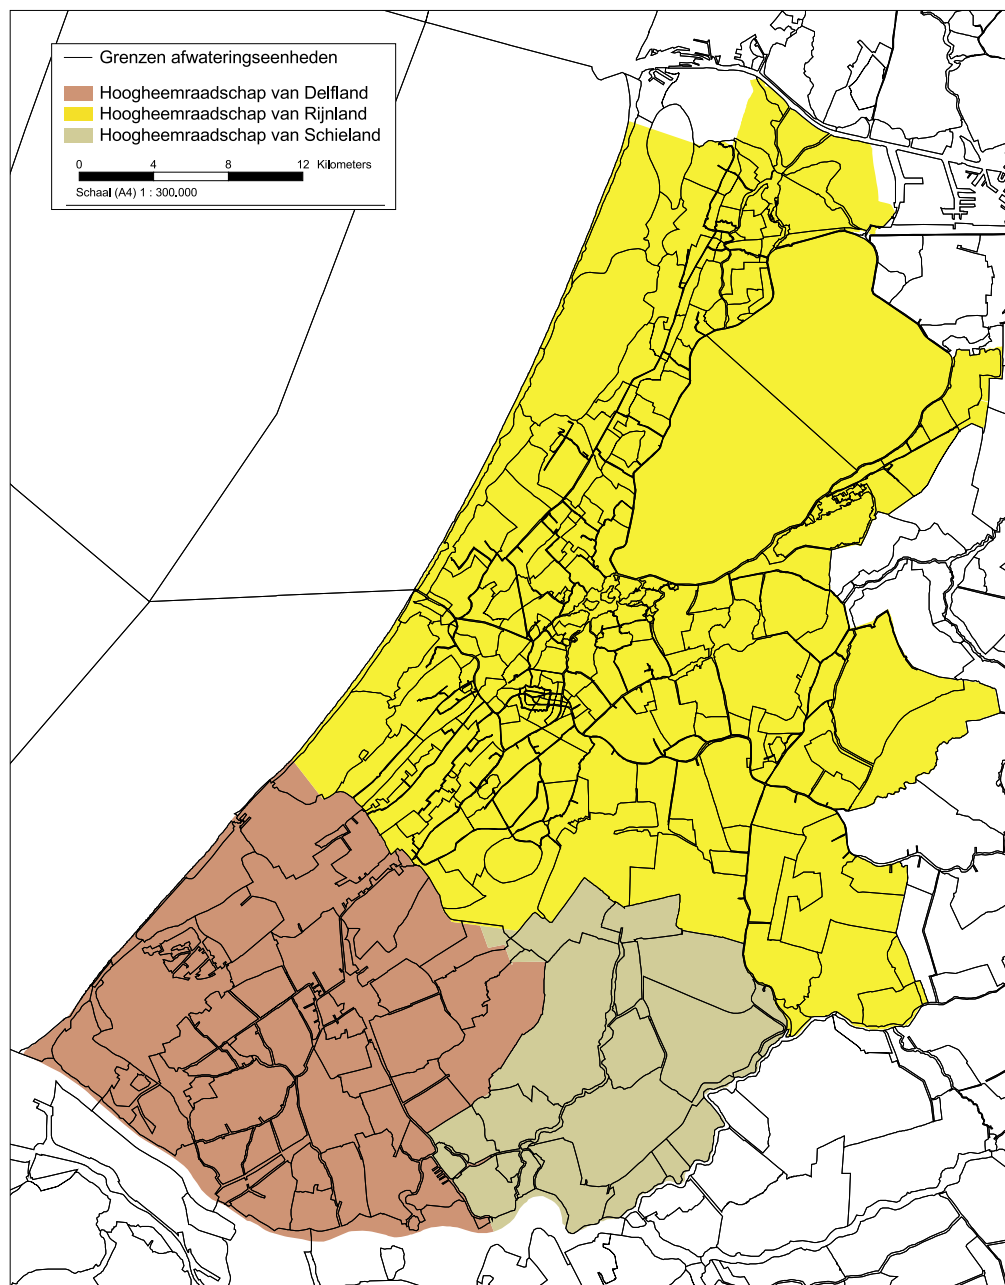 Grenzen afwateringseenheden
Hoogheemraadschap van Delfland
Hoogheemraadschap van Rijnland
Hoogheemraadschap van Schieland
0 4 8 12 Kilometers
Schaal (A4) 1 : 300.000